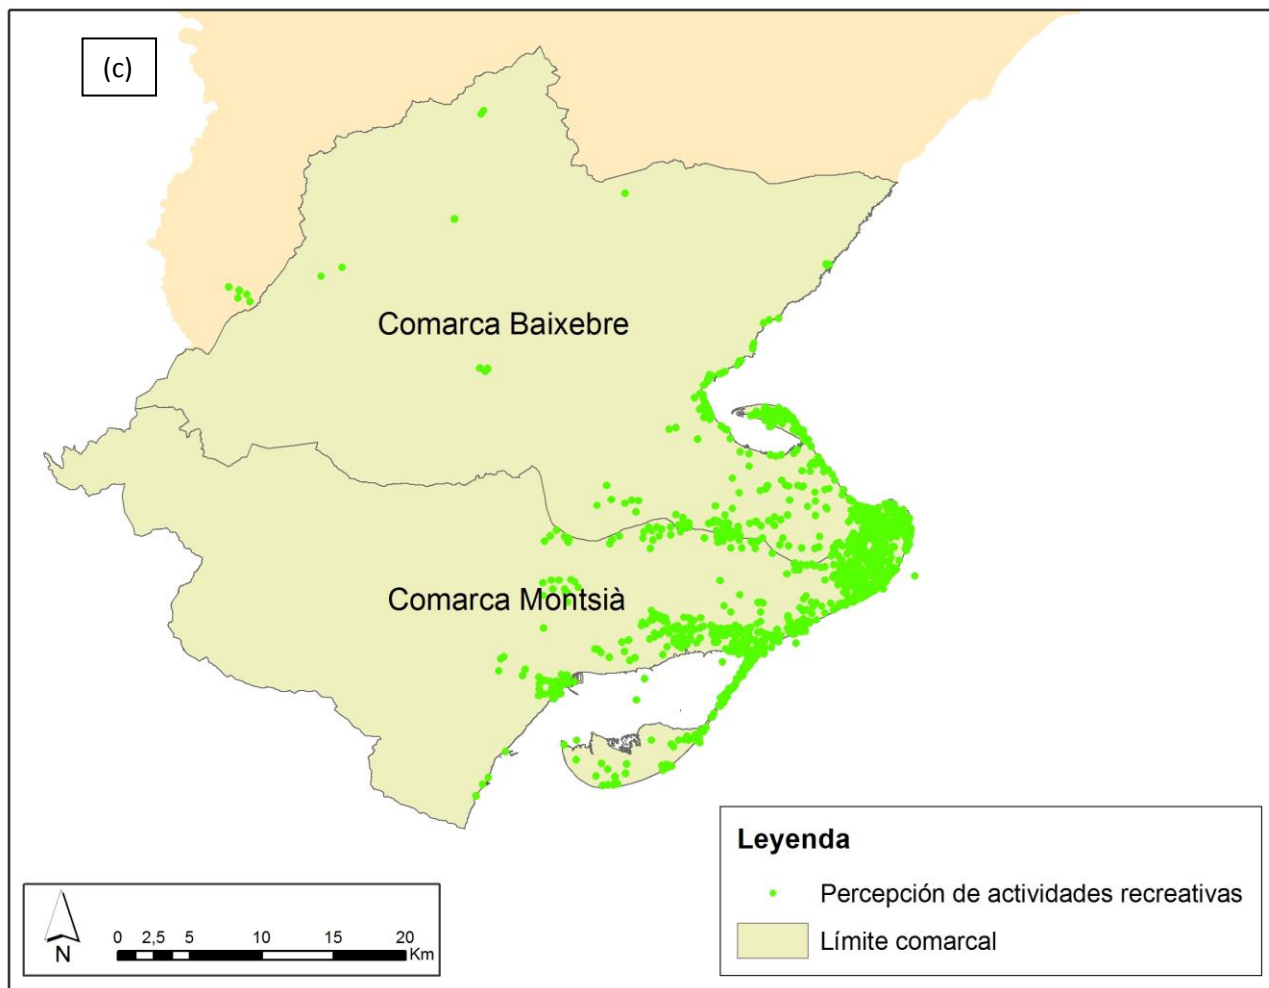 (c)
Comarca Baixebre
Comarca Montsià
Leyenda
Percepción de actividades recreativas
Límite comarcal
N
0 2,5 5 10 15 20
Km